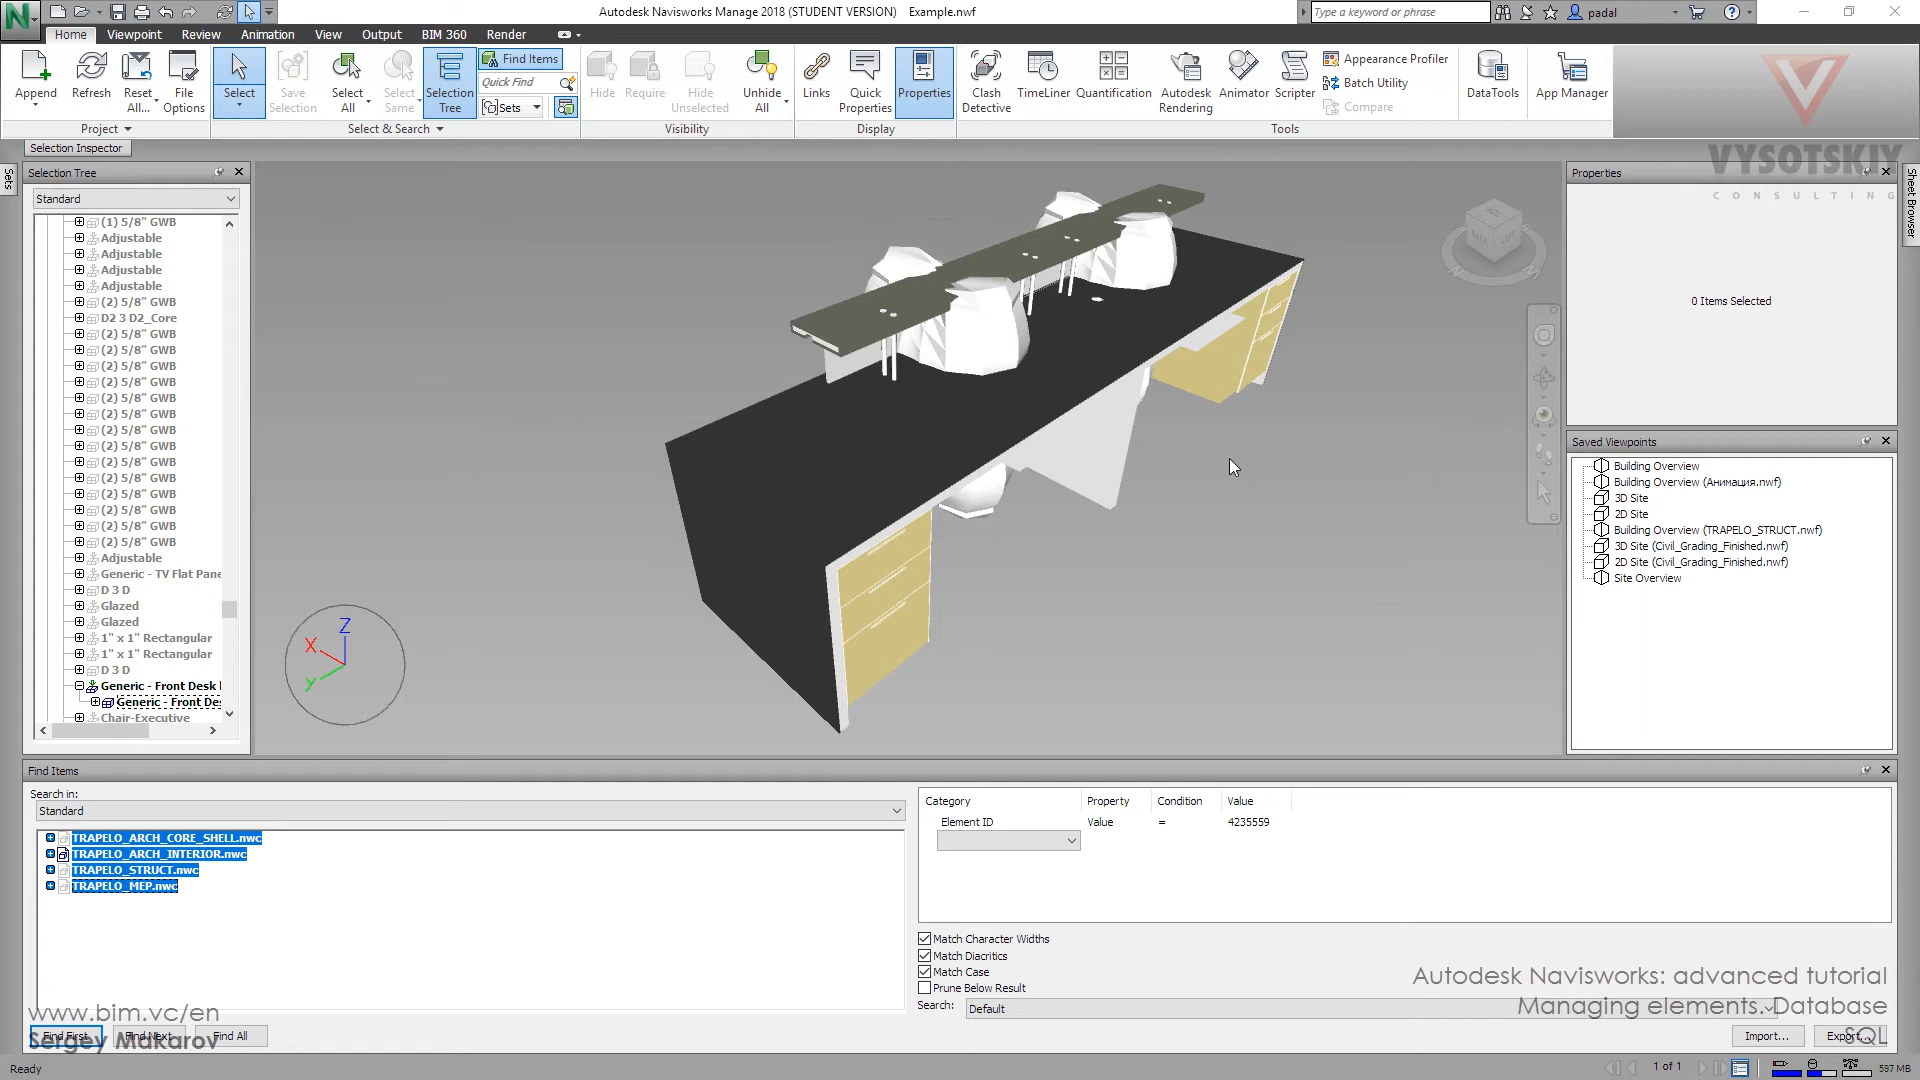 Autodesk Navisworks Manage 2018 (STUDENT VERSION) Example.nwf
Type a keyword or phrase
padal
Home Viewpoint Review Animation View Output BIM 360 Render
Append
Refresh
Reset All...
File Options
Project
Select
Save Selection
Select All
Select Same
Selection Tree
Find Items
Quick Find
Sets
Select & Search
Hide
Require
Hide Unselected
Unhide All
Visibility
Links
Quick Properties
Properties
Display
Clash Detective
TimeLiner
Quantification
Autodesk Rendering
Animator
Scripter
Appearance Profiler
Batch Utility
Compare
Tools
DataTools
App Manager
VYSOTSKIY
CONSULTING
Selection Inspector
Sets
Selection Tree
Standard
(1) 5/8" GWB
Adjustable
Adjustable
Adjustable
Adjustable
(2) 5/8" GWB
D2 3 D2_Core
(2) 5/8" GWB
(2) 5/8" GWB
(2) 5/8" GWB
(2) 5/8" GWB
(2) 5/8" GWB
(2) 5/8" GWB
(2) 5/8" GWB
(2) 5/8" GWB
(2) 5/8" GWB
(2) 5/8" GWB
(2) 5/8" GWB
(2) 5/8" GWB
(2) 5/8" GWB
(2) 5/8" GWB
Adjustable
Generic - TV Flat Pane
D 3 D
Glazed
Glazed
1" x 1" Rectangular
1" x 1" Rectangular
D 3 D
Generic - Front Desk
Generic - Front Des
Chair-Executive
X
Y
Z
BACK
LEFT
Properties
0 Items Selected
Sheet Browser
Saved Viewpoints
Building Overview
Building Overview (Анимация.nwf)
3D Site
2D Site
Building Overview (TRAPELO_STRUCT.nwf)
3D Site (Civil_Grading_Finished.nwf)
2D Site (Civil_Grading_Finished.nwf)
Site Overview
Find Items
Search in:
Standard
TRAPELO_ARCH_CORE_SHELL.nwc
TRAPELO_ARCH_INTERIOR.nwc
TRAPELO_STRUCT.nwc
TRAPELO_MEP.nwc
Category Property Condition Value
Element ID Value = 4235559
Match Character Widths
Match Diacritics
Match Case
Prune Below Result
Search: Default
Find First Find Next Find All
Import... Export...
www.bim.vc/en
Sergey Makarov
Autodesk Navisworks: advanced tutorial
Managing elements. Database
SQL
Ready
1 of 1
597 MB